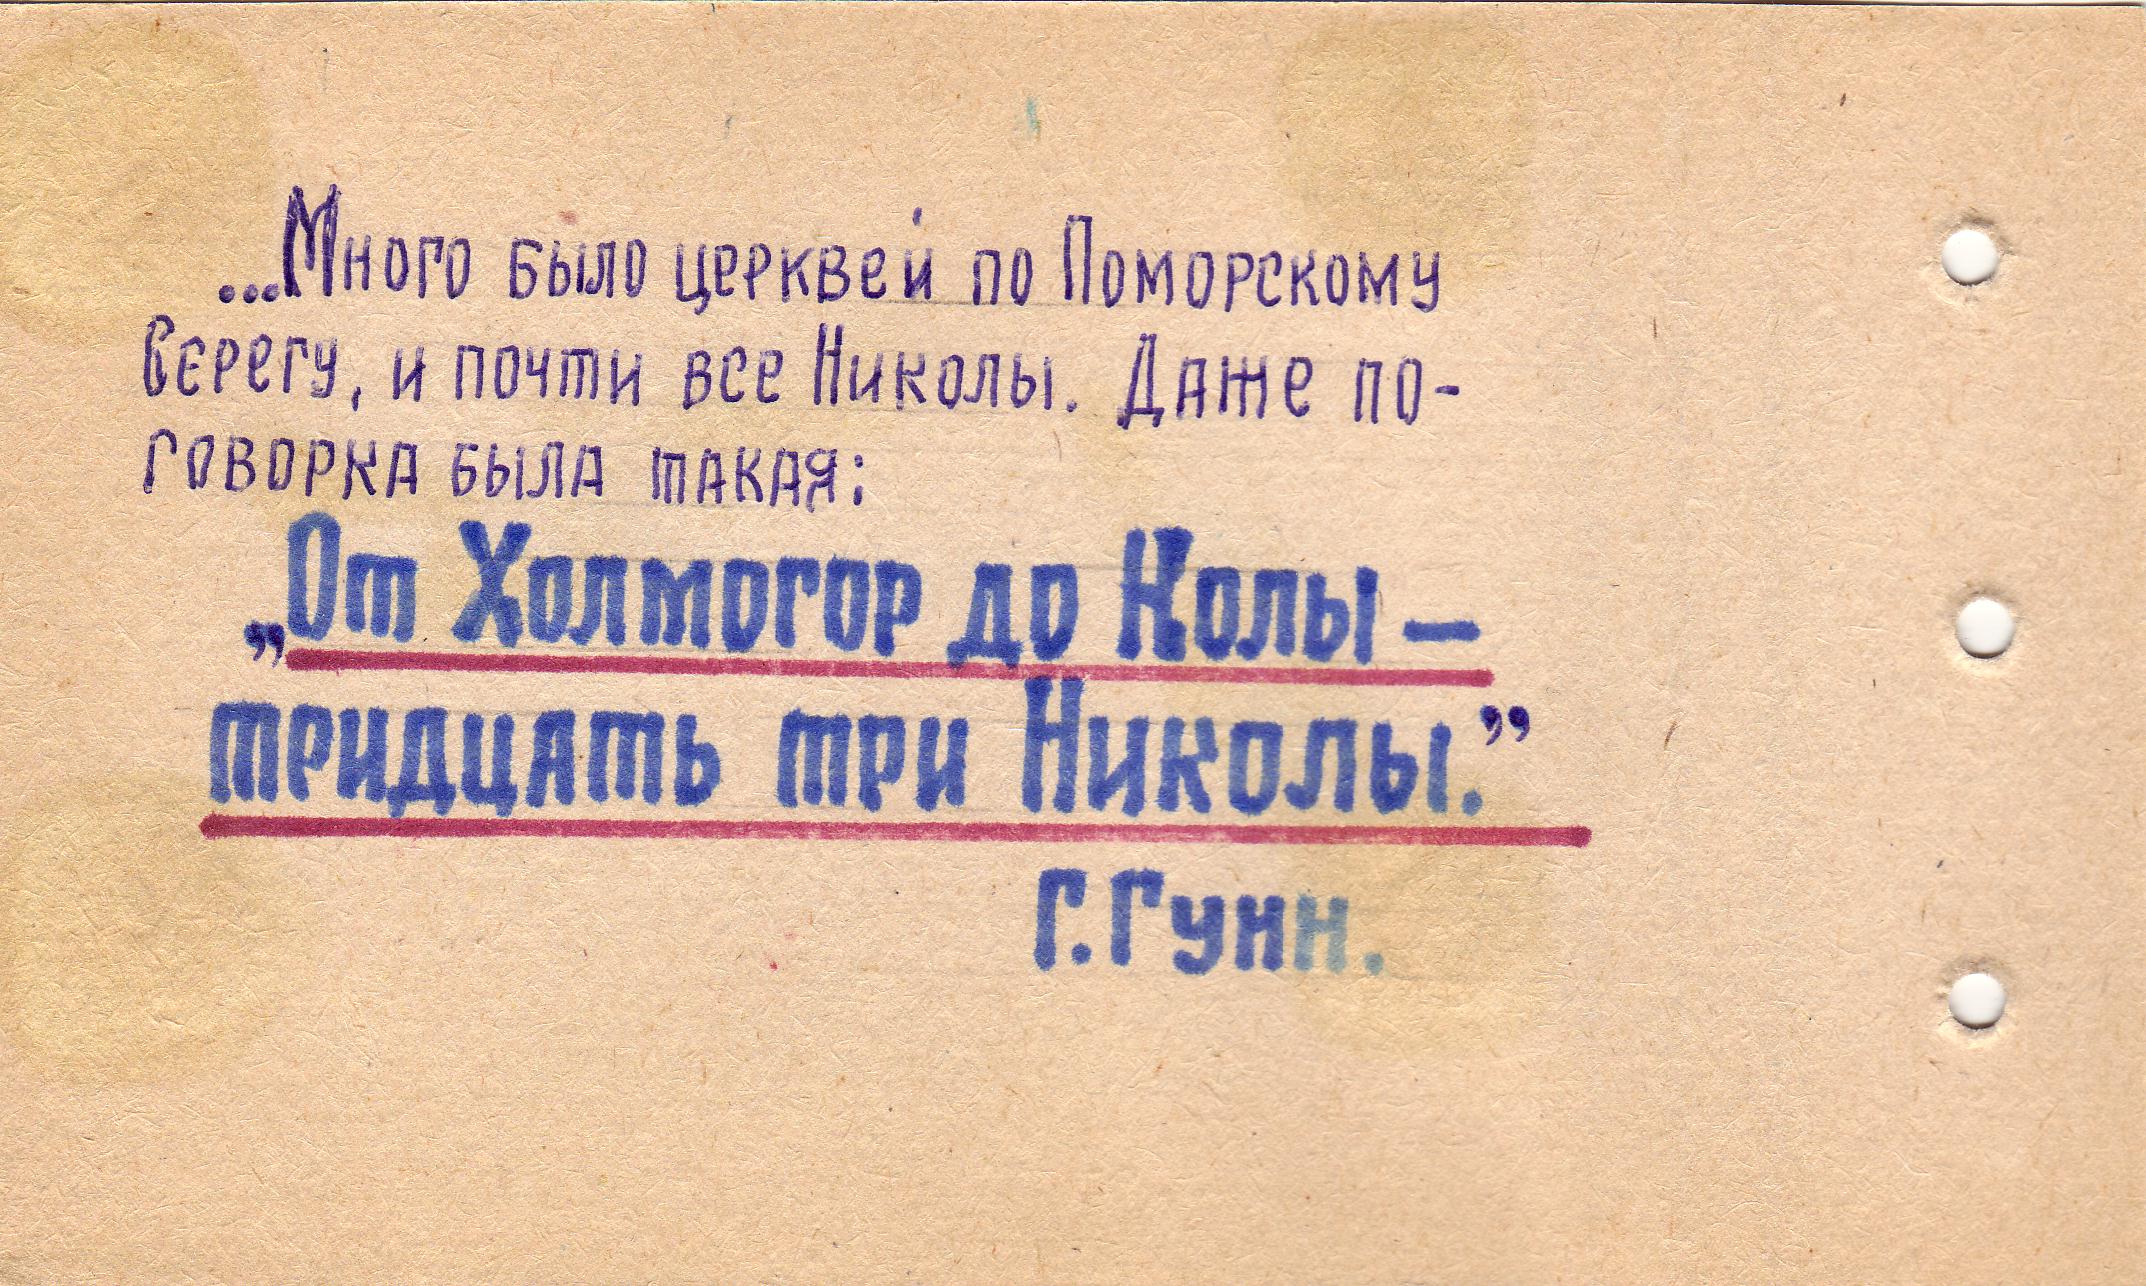 ...Много было церквей по Поморскому
берегу, и почти все Николы. Даже по-
говорка была такая:
„От Холмогор до Колы —
тридцать три Николы.”
Г. Гунн.